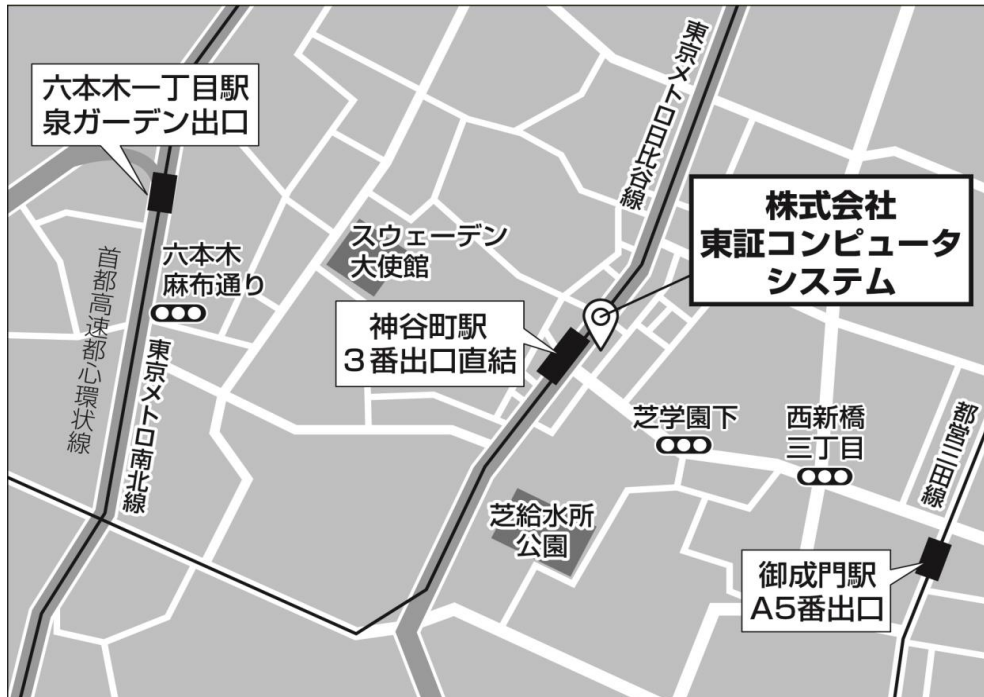 六本木一丁目駅
泉ガーデン出口
東京メトロ日比谷線
株式会社
東証コンピュータ
システム
スウェーデン
大使館
六本木
麻布通り
首都高速都心環状線
神谷町駅
3番出口直結
東京メトロ南北線
芝学園下
西新橋
三丁目
都営三田線
芝給水所
公園
御成門駅
A5番出口